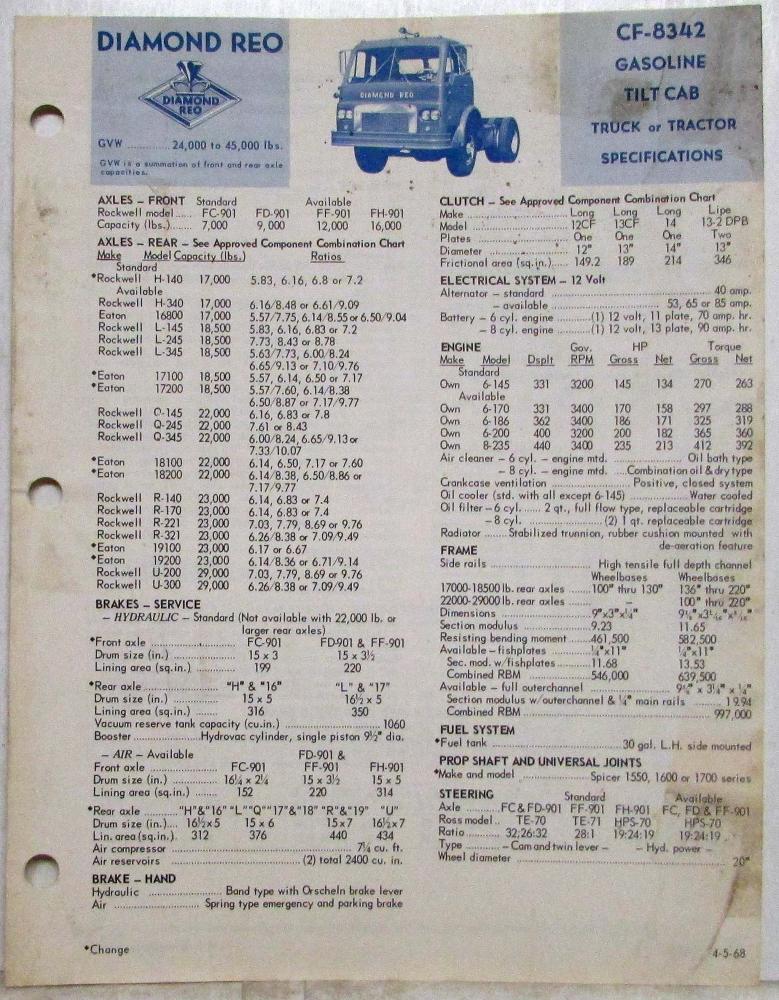 DIAMOND REO
DIAMOND
REO
GVW ............ 24,000 to 45,000 lbs.
GVW is a summation of front and rear axle
capacities.
DIAMOND REO
CF-8342
GASOLINE
TILT CAB
TRUCK or TRACTOR
SPECIFICATIONS
AXLES – FRONT Standard Available
Rockwell model..... FC-901 FD-901 FF-901 FH-901
Capacity (lbs.)...... 7,000 9,000 12,000 16,000
AXLES – REAR – See Approved Component Combination Chart
Make Model Capacity (lbs.) Ratios
Standard
*Rockwell H-140 17,000 5.83, 6.16, 6.8 or 7.2
Available
Rockwell H-340 17,000 6.16/8.48 or 6.61/9.09
Eaton 16800 17,000 5.57/7.75, 6.14/8.55 or 6.50/9.04
Rockwell L-145 18,500 5.83, 6.16, 6.83 or 7.2
Rockwell L-245 18,500 7.73, 8.43 or 8.78
Rockwell L-345 18,500 5.63/7.73, 6.00/8.24
6.65/9.13 or 7.10/9.76
*Eaton 17100 18,500 5.57, 6.14, 6.50 or 7.17
*Eaton 17200 18,500 5.57/7.60, 6.14/8.38
6.50/8.87 or 7.17/9.77
Rockwell Q-145 22,000 6.16, 6.83 or 7.8
Rockwell Q-245 22,000 7.61 or 8.43
Rockwell Q-345 22,000 6.00/8.24, 6.65/9.13 or
7.33/10.07
*Eaton 18100 22,000 6.14, 6.50, 7.17 or 7.60
*Eaton 18200 22,000 6.14/8.38, 6.50/8.86 or
7.17/9.77
Rockwell R-140 23,000 6.14, 6.83 or 7.4
Rockwell R-170 23,000 6.14, 6.83 or 7.4
Rockwell R-221 23,000 7.03, 7.79, 8.69 or 9.76
Rockwell R-321 23,000 6.26/8.38 or 7.09/9.49
*Eaton 19100 23,000 6.17 or 6.67
*Eaton 19200 23,000 6.14/8.36 or 6.71/9.14
Rockwell U-200 29,000 7.03, 7.79, 8.69 or 9.76
Rockwell U-300 29,000 6.26/8.38 or 7.09/9.49
BRAKES – SERVICE
– HYDRAULIC – Standard (Not available with 22,000 lb. or
larger rear axles)
*Front axle ............ FC-901 FD901 & FF-901
Drum size (in.) ........ 15 x 3 15 x 3½
Lining area (sq.in.) ....... 199 220
*Rear axle ............... "H" & "16" "L" & "17"
Drum size (in.) ........ 15 x 5 16½ x 5
Lining area (sq.in.) ....... 316 350
Vacuum reserve tank capacity (cu.in.) ................ 1060
Booster............ Hydrovac cylinder, single piston 9½" dia.
– AIR – Available FD-901 &
Front axle ............ FC-901 FF-901 FH-901
Drum size (in.) ........ 16¼ x 2¼ 15 x 3½ 15 x 5
Lining area (sq.in.) ....... 152 220 314
*Rear axle ......"H"&"16" "L""Q""17"&"18" "R"&"19" "U"
Drum size (in.).... 16½x5 15 x 6 15x7 16½x7
Lin. area (sq.in.). 312 376 440 434
Air compressor ................................ 7¼ cu. ft.
Air reservoirs ................ (2) total 2400 cu. in.
BRAKE – HAND
Hydraulic ................ Band type with Orscheln brake lever
Air ................ Spring type emergency and parking brake
*Change
CLUTCH – See Approved Component Combination Chart
Make ................ Long Long Long Lipe
Model ................ 12CF 13CF 14 13-2 DPB
Plates ................ One One One Two
Diameter ................ 12" 13" 14" 13"
Frictional area (sq.in.)..... 149.2 189 214 346
ELECTRICAL SYSTEM – 12 Volt
Alternator – standard ................ 40 amp.
– available ................ 53, 65 or 85 amp.
Battery – 6 cyl. engine ..........(1) 12 volt, 11 plate, 70 amp. hr.
– 8 cyl. engine ..........(1) 12 volt, 13 plate, 90 amp. hr.
ENGINE Gov. HP Torque
Make Model Dsplt RPM Gross Net Gross Net
Standard
Own 6-145 331 3200 145 134 270 263
Available
Own 6-170 331 3400 170 158 297 288
Own 6-186 362 3400 186 171 325 319
Own 6-200 400 3200 200 182 365 360
Own 8-235 440 3400 235 213 412 392
Air cleaner – 6 cyl. – engine mtd. ................ Oil bath type
– 8 cyl. – engine mtd. ....Combination oil & dry type
Crankcase ventilation ................ Positive, closed system
Oil cooler (std. with all except 6-145) ................ Water cooled
Oil filter – 6 cyl. ...... 2 qt., full flow type, replaceable cartridge
– 8 cyl. ................ (2) 1 qt. replaceable cartridge
Radiator ........ Stabilized trunnion, rubber cushion mounted with
de-aeration feature
FRAME
Side rails ................ High tensile full depth channel
Wheelbases Wheelbases
17000-18500 lb. rear axles ......100" thru 130" 136" thru 220"
22000-29000 lb. rear axles ...... – 100" thru 220"
Dimensions ................ 9"x3"x¼"
Section modulus ................ 9.23 11.65
Resisting bending moment.....461,500 582,500
Available – fishplates ..........¼"x11" ¼"x11"
Sec. mod. w/fishplates.......11.68 13.53
Combined RBM ................546,000 639,500
Available – full outerchannel ................ x 3¼" x ¼"
Section modulus w/outerchannel & ¼" main rails ........ 19.94
Combined RBM ................ 997,000
FUEL SYSTEM
*Fuel tank ................ 30 gal. L.H. side mounted
PROP SHAFT AND UNIVERSAL JOINTS
*Make and model ................ Spicer 1550, 1600 or 1700 series
STEERING Standard Available
Axle .........FC & FD-901 FF-901 FH-901 FC, FD & FF-901
Ross model.. TE-70 TE-71 HPS-70 HPS-70
Ratio .......... 32;26:32 28:1 19:24:19 19:24:19
Type ........ – Cam and twin lever – – Hyd. power –
Wheel diameter ................ 20"
4-5-68